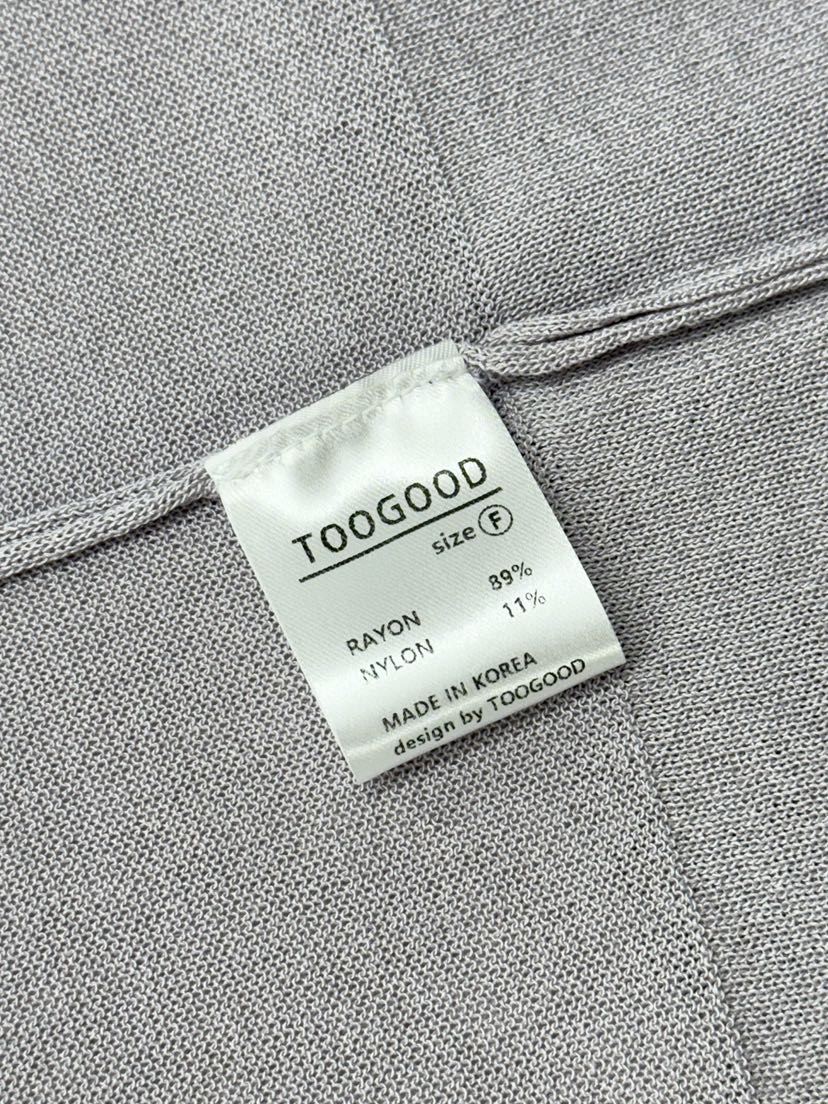 TOOGOOD
size F
RAYON 89%
NYLON 11%
MADE IN KOREA
design by TOOGOOD